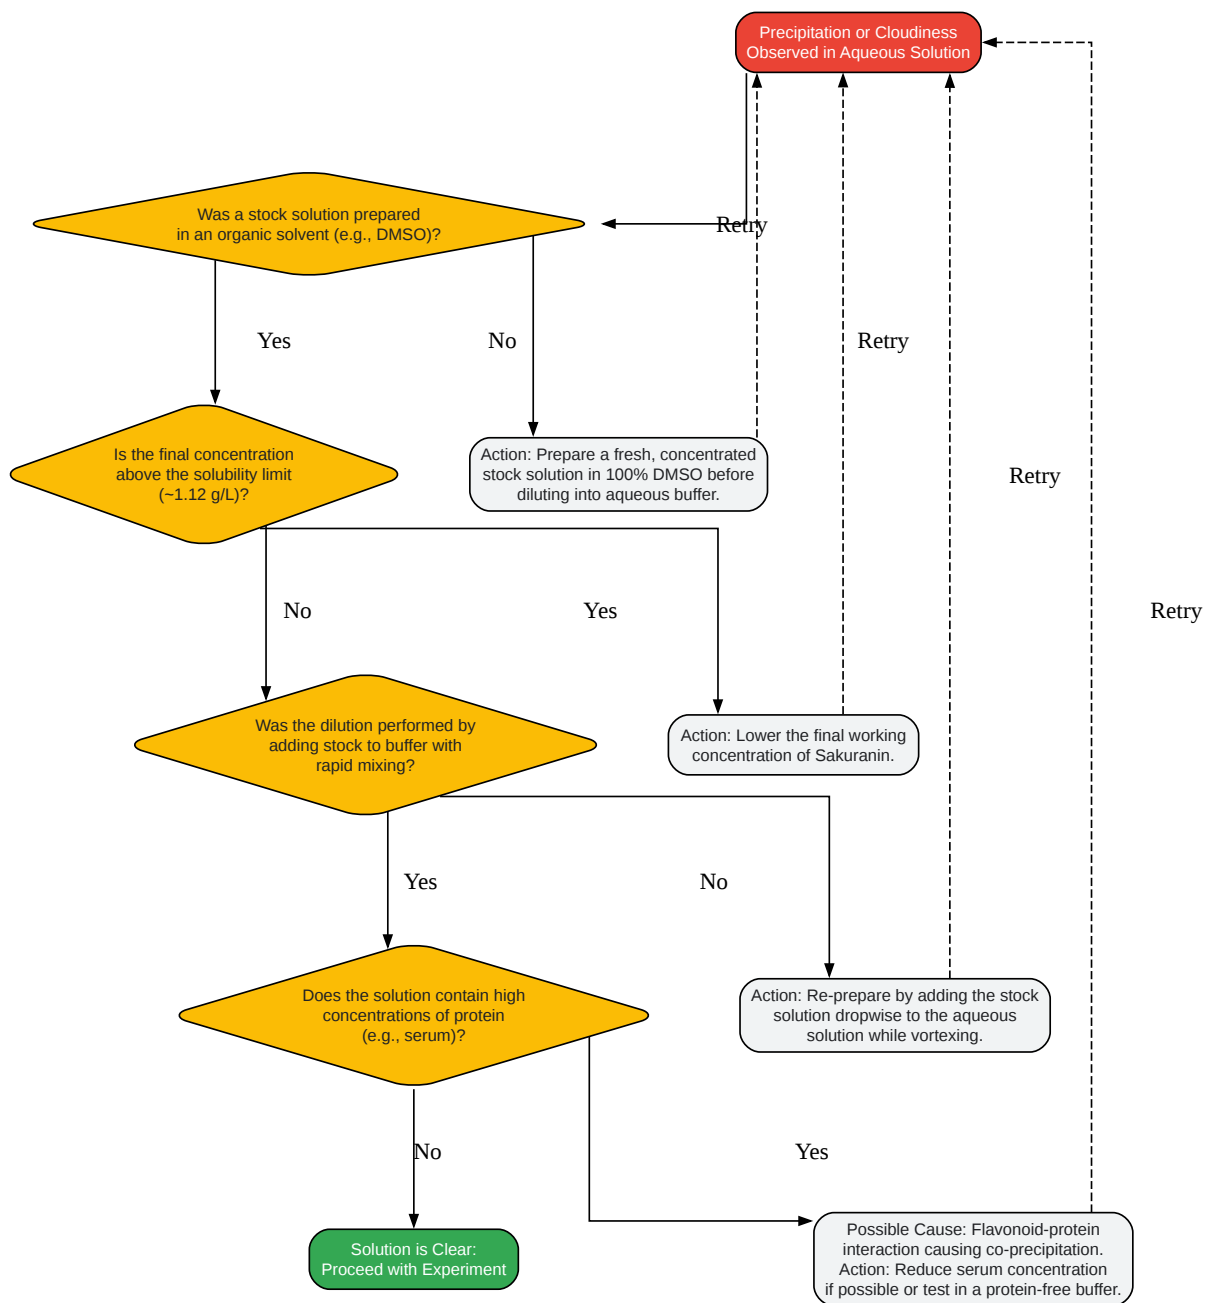 Precipitation or Cloudiness
Observed in Aqueous Solution
Was a stock solution prepared
in an organic solvent (e.g., DMSO)?
Retry
Yes
No
Retry
Is the final concentration
above the solubility limit
(~1.12 g/L)?
Action: Prepare a fresh, concentrated
stock solution in 100% DMSO before
diluting into aqueous buffer.
Retry
No
Yes
Retry
Was the dilution performed by
adding stock to buffer with
rapid mixing?
Action: Lower the final working
concentration of Sakuranin.
Yes
No
Does the solution contain high
concentrations of protein
(e.g., serum)?
Action: Re-prepare by adding the stock
solution dropwise to the aqueous
solution while vortexing.
No
Yes
Solution is Clear:
Proceed with Experiment
Possible Cause: Flavonoid-protein
interaction causing co-precipitation.
Action: Reduce serum concentration
if possible or test in a protein-free buffer.